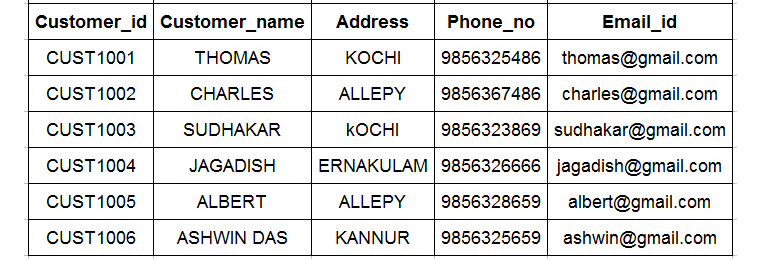 Customer_id Customer_name Address Phone_no Email_id
CUST1001 THOMAS KOCHI 9856325486 thomas@gmail.com
CUST1002 CHARLES ALLEPY 9856367486 charles@gmail.com
CUST1003 SUDHAKAR kOCHI 9856323869 sudhakar@gmail.com
CUST1004 JAGADISH ERNAKULAM 9856326666 jagadish@gmail.com
CUST1005 ALBERT ALLEPY 9856328659 albert@gmail.com
CUST1006 ASHWIN DAS KANNUR 9856325659 ashwin@gmail.com